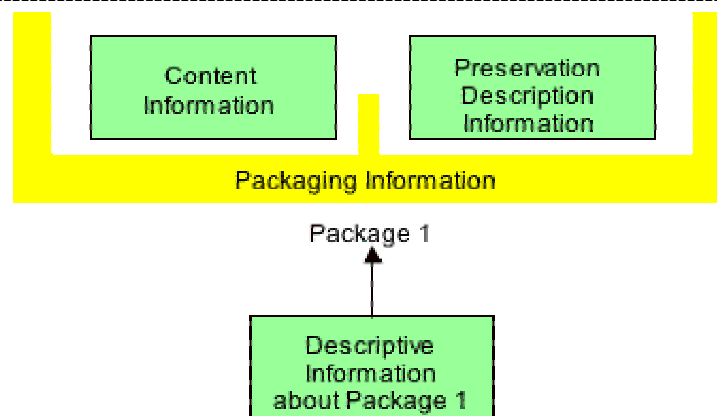 Content
Information
Preservation
Description
Information
Packaging Information
Package 1
Descriptive
Information
about Package 1